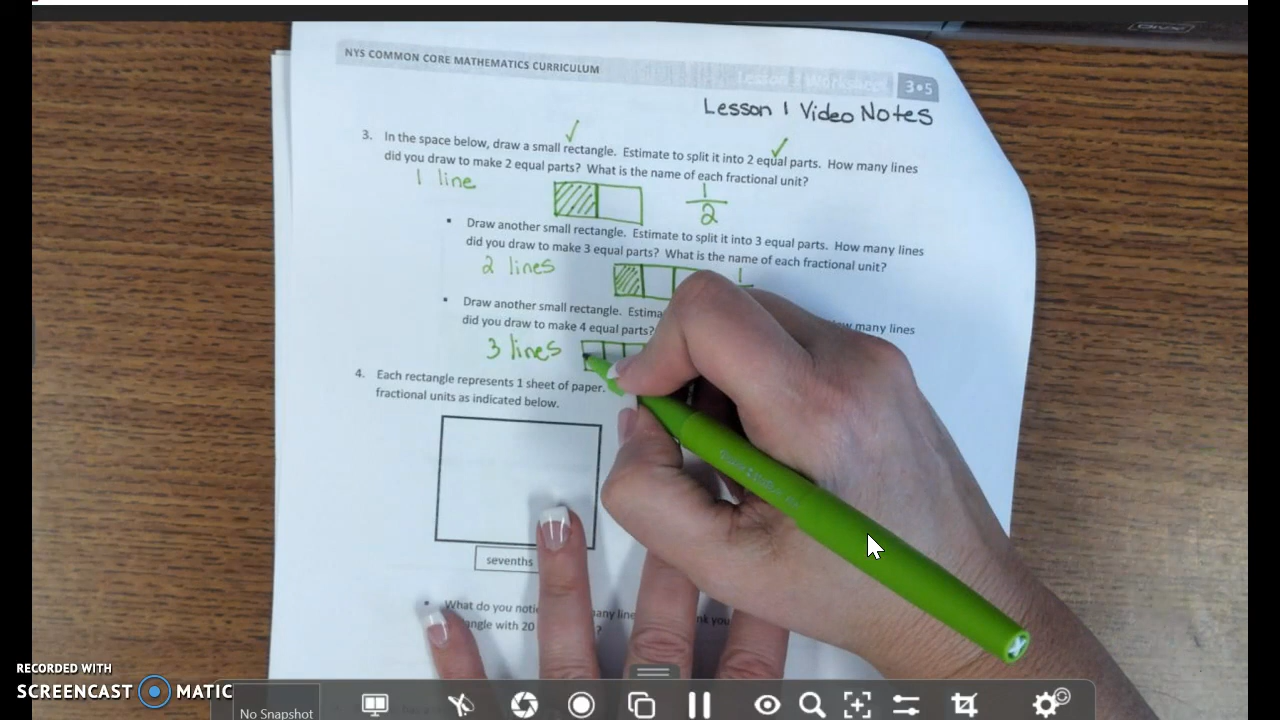 NYS COMMON CORE MATHEMATICS CURRICULUM
Lesson 1 Worksheet 3•5
Lesson 1 Video Notes
3. In the space below, draw a small rectangle. Estimate to split it into 2 equal parts. How many lines
did you draw to make 2 equal parts? What is the name of each fractional unit?
1 line
1
2
▪ Draw another small rectangle. Estimate to split it into 3 equal parts. How many lines
did you draw to make 3 equal parts? What is the name of each fractional unit?
2 lines
1
▪ Draw another small rectangle.
many lines
did you draw to make 4 equal parts?
3 lines
4. Each rectangle represents 1 sheet of paper.
fractional units as indicated below.
sevenths
▪ What do you
with 20 ?
RECORDED WITH
SCREENCAST MATIC
No Snapshot